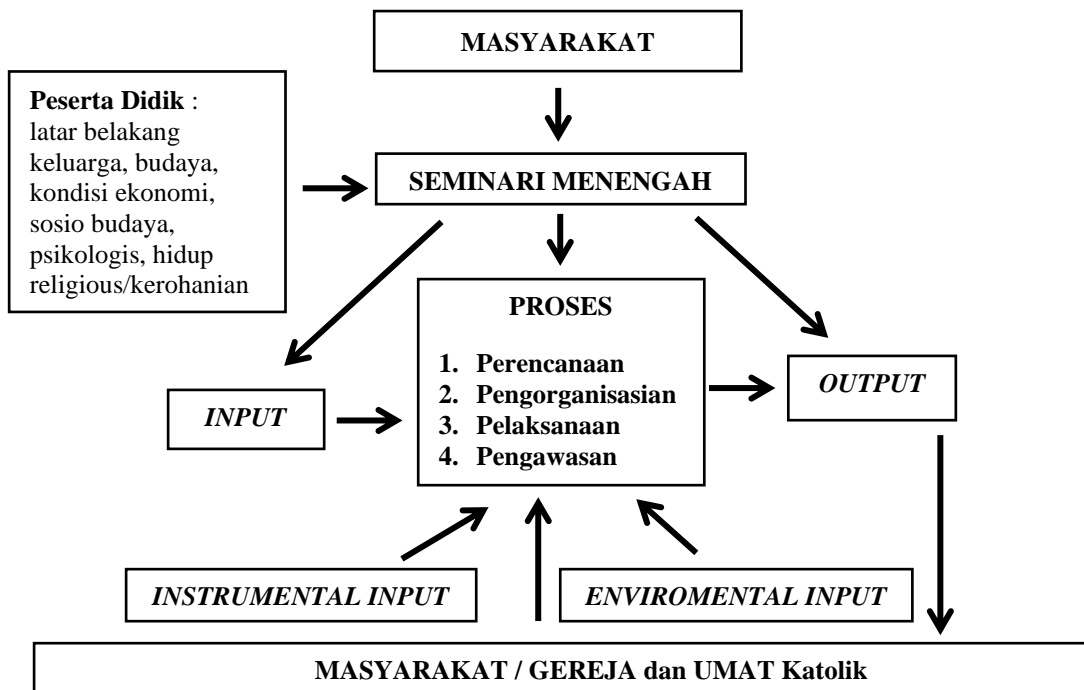 MASYARAKAT
Peserta Didik :
latar belakang
keluarga, budaya,
kondisi ekonomi,
sosio budaya,
psikologis, hidup
religious/kerohanian
SEMINARI MENENGAH
PROSES
1. Perencanaan
2. Pengorganisasian
3. Pelaksanaan
4. Pengawasan
INPUT
OUTPUT
INSTRUMENTAL INPUT
ENVIROMENTAL INPUT
MASYARAKAT / GEREJA dan UMAT Katolik